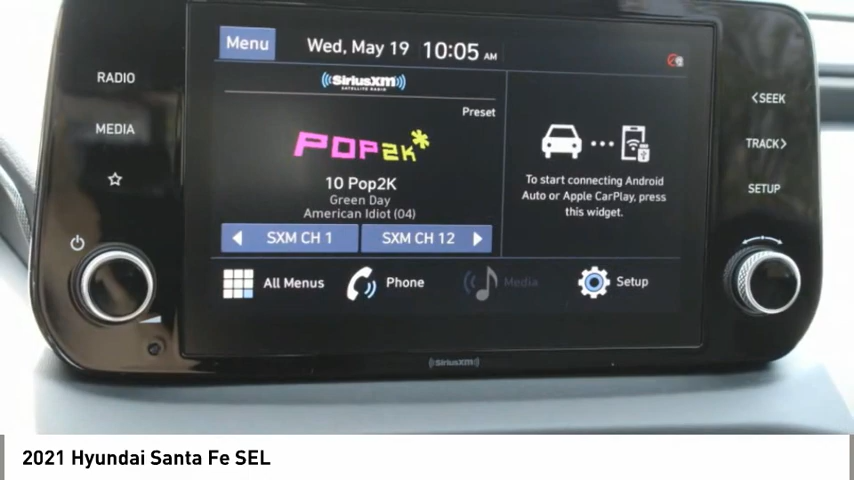 Menu Wed, May 19 10:05 AM
SiriusXM
SATELLITE RADIO
RADIO
MEDIA
Preset
POP2K*
10 Pop2K
Green Day
American Idiot (04)
SXM CH 1 SXM CH 12
To start connecting Android
Auto or Apple CarPlay, press
this widget.
<SEEK
TRACK>
SETUP
All Menus Phone Media Setup
SiriusXM
2021 Hyundai Santa Fe SEL